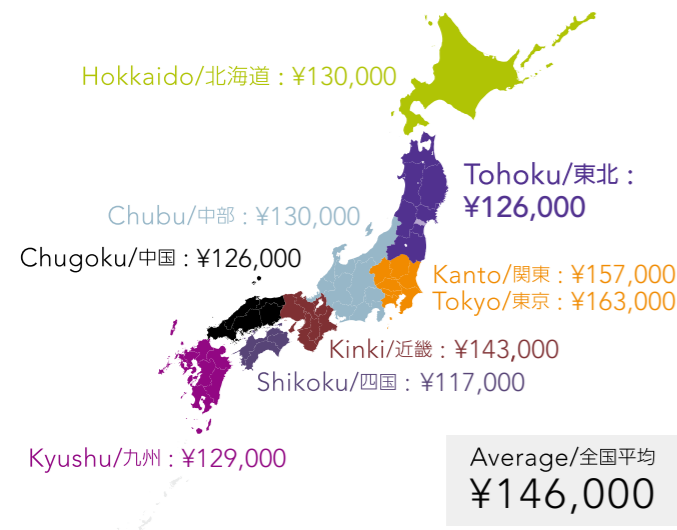 Hokkaido/北海道 : ¥130,000
Tohoku/東北 :
¥126,000
Chubu/中部 : ¥130,000
Chugoku/中国 : ¥126,000
Kanto/関東 : ¥157,000
Tokyo/東京 : ¥163,000
Kinki/近畿 : ¥143,000
Shikoku/四国 : ¥117,000
Kyushu/九州 : ¥129,000
Average/全国平均
¥146,000